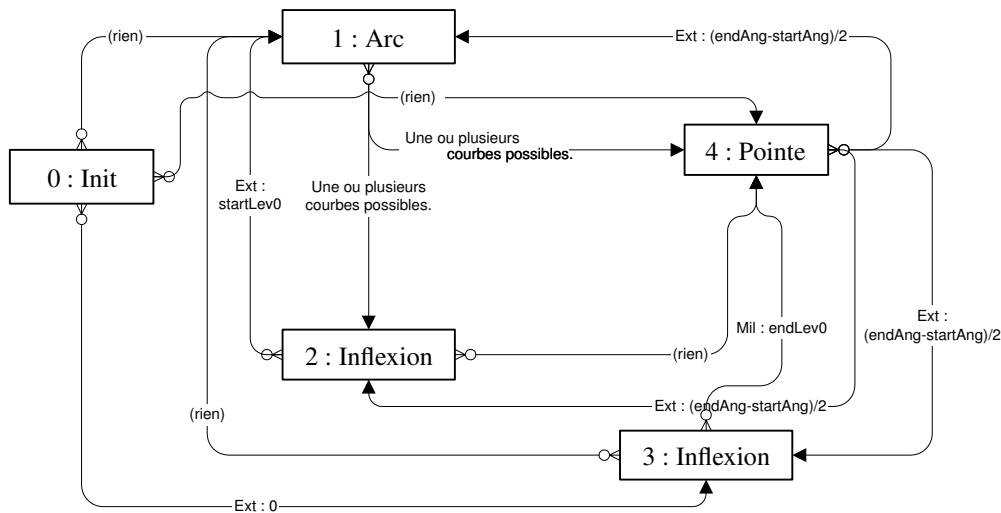 1 : Arc
(rien)
Ext : (endAng-startAng)/2
(rien)
Une ou plusieurs
courbes possibles.
4 : Pointe
0 : Init
Ext :
startLev0
Une ou plusieurs
courbes possibles.
Ext :
(endAng-startAng)/2
Mil : endLev0
2 : Inflexion
(rien)
Ext : (endAng-startAng)/2
(rien)
3 : Inflexion
Ext : 0